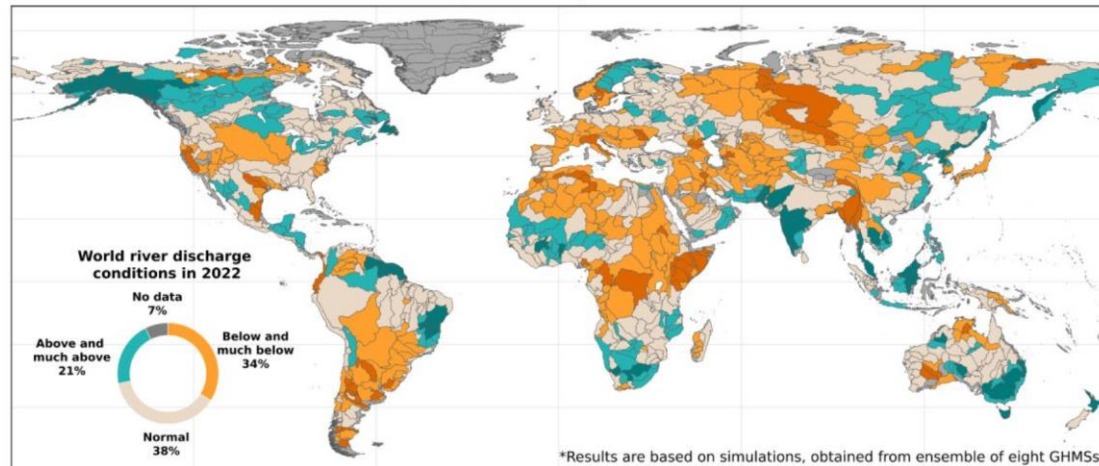 World river discharge
conditions in 2022
No data
7%
Above and
much above
21%
Below and
much below
34%
Normal
38%
*Results are based on simulations, obtained from ensemble of eight GHMSs